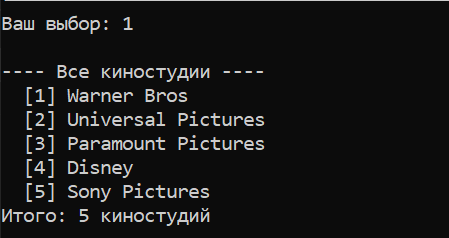 Ваш выбор: 1
---- Все киностудии ----
[1] Warner Bros
[2] Universal Pictures
[3] Paramount Pictures
[4] Disney
[5] Sony Pictures
Итого: 5 киностудий